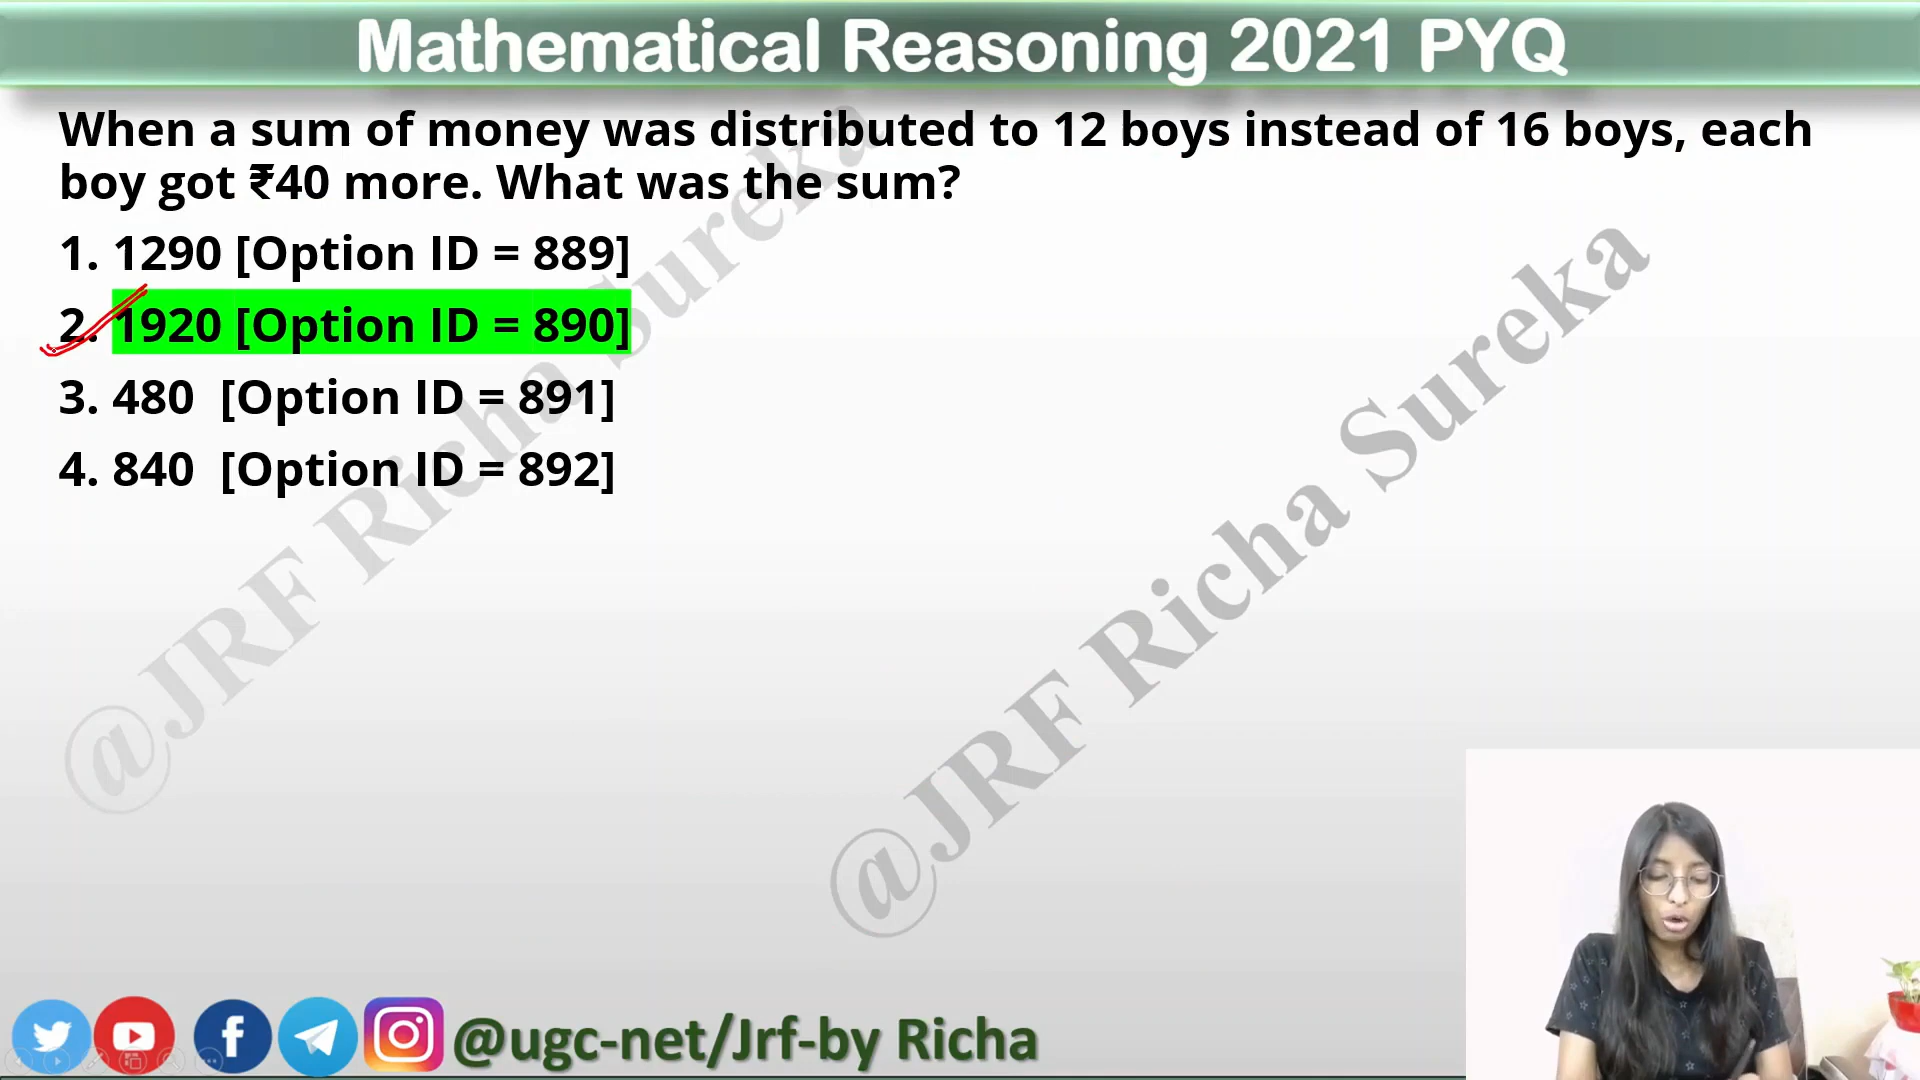 Mathematical Reasoning 2021 PYQ
When a sum of money was distributed to 12 boys instead of 16 boys, each
boy got ₹40 more. What was the sum?
1. 1290 [Option ID = 889]
2. 1920 [Option ID = 890]
3. 480 [Option ID = 891]
4. 840 [Option ID = 892]
@JRF Richa Sureka
@JRF Richa Sureka
@ugc-net/Jrf-by Richa